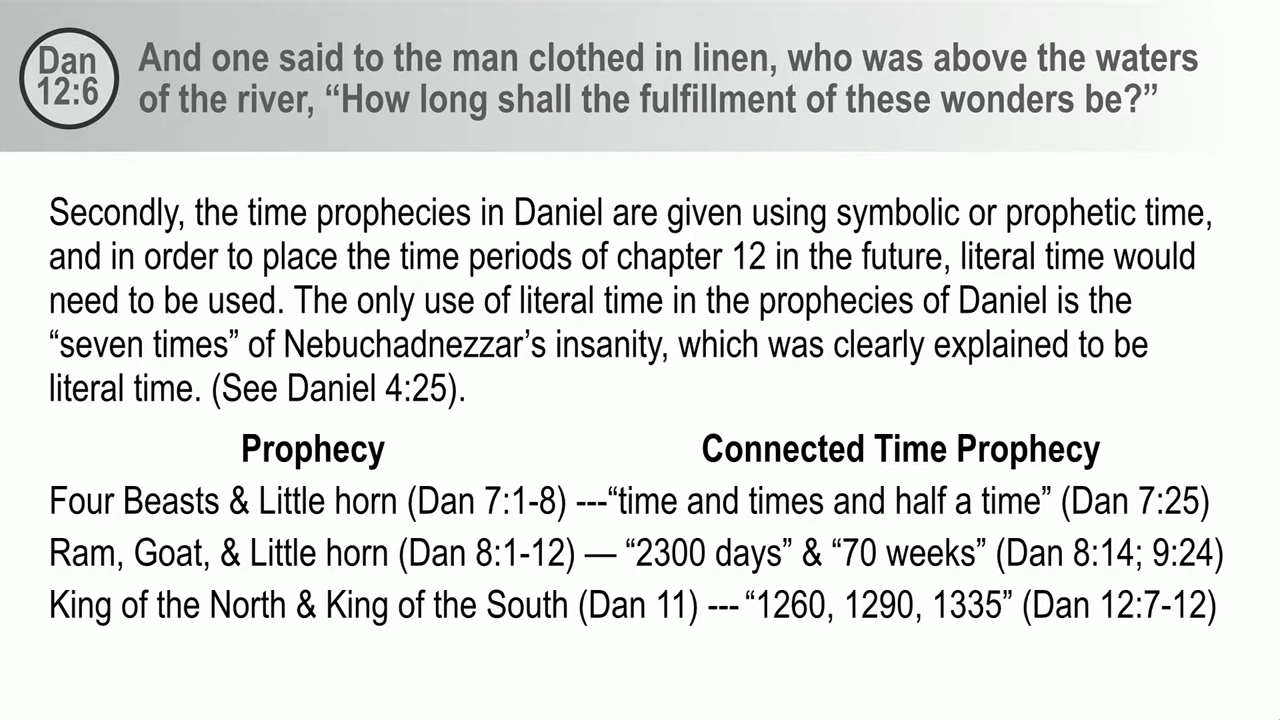 Dan
12:6
And one said to the man clothed in linen, who was above the waters
of the river, “How long shall the fulfillment of these wonders be?”
Secondly, the time prophecies in Daniel are given using symbolic or prophetic time,
and in order to place the time periods of chapter 12 in the future, literal time would
need to be used. The only use of literal time in the prophecies of Daniel is the
“seven times” of Nebuchadnezzar’s insanity, which was clearly explained to be
literal time. (See Daniel 4:25).
Prophecy Connected Time Prophecy
Four Beasts & Little horn (Dan 7:1-8) ---“time and times and half a time” (Dan 7:25)
Ram, Goat, & Little horn (Dan 8:1-12) — “2300 days” & “70 weeks” (Dan 8:14; 9:24)
King of the North & King of the South (Dan 11) --- “1260, 1290, 1335” (Dan 12:7-12)